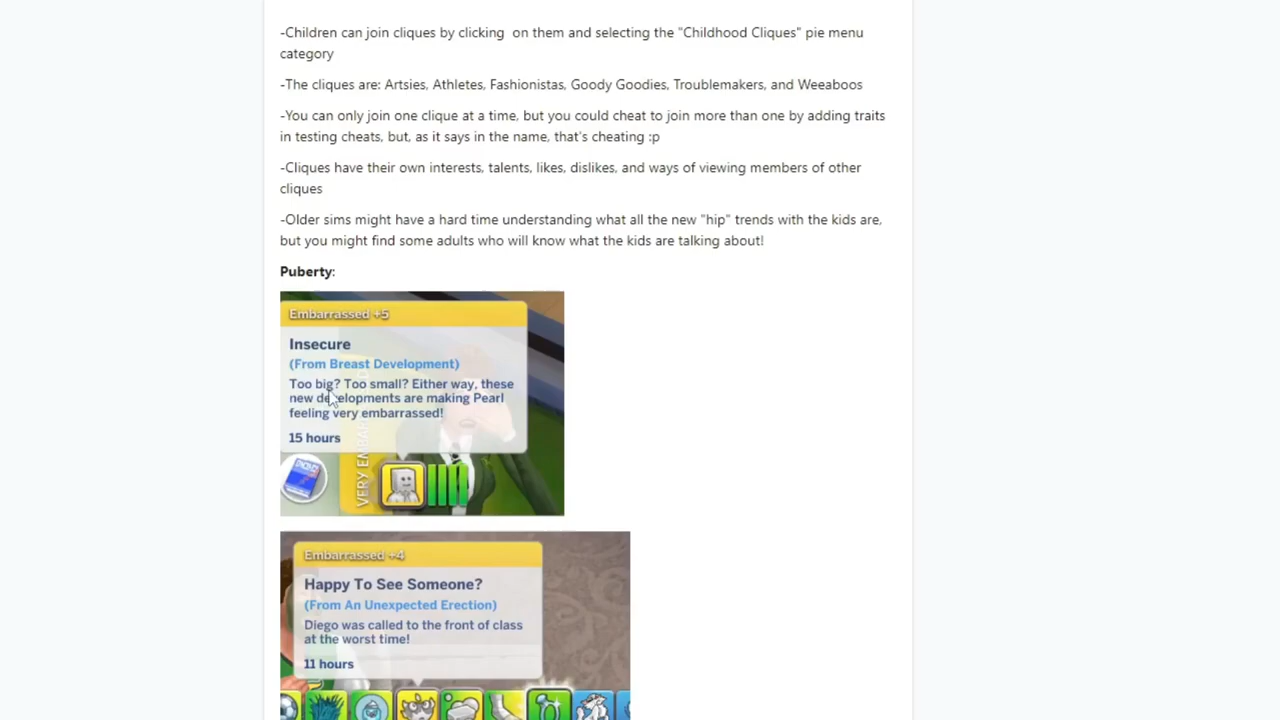 -Children can join cliques by clicking  on them and selecting the "Childhood Cliques" pie menu
category
-The cliques are: Artsies, Athletes, Fashionistas, Goody Goodies, Troublemakers, and Weeaboos
-You can only join one clique at a time, but you could cheat to join more than one by adding traits
in testing cheats, but, as it says in the name, that's cheating :p
-Cliques have their own interests, talents, likes, dislikes, and ways of viewing members of other
cliques
-Older sims might have a hard time understanding what all the new "hip" trends with the kids are,
but you might find some adults who will know what the kids are talking about!
Puberty:
Embarrassed +5
Insecure
(From Breast Development)
Too big? Too small? Either way, these
new developments are making Pearl
feeling very embarrassed!
15 hours
VERY EMBA
Embarrassed +4
Happy To See Someone?
(From An Unexpected Erection)
Diego was called to the front of class
at the worst time!
11 hours